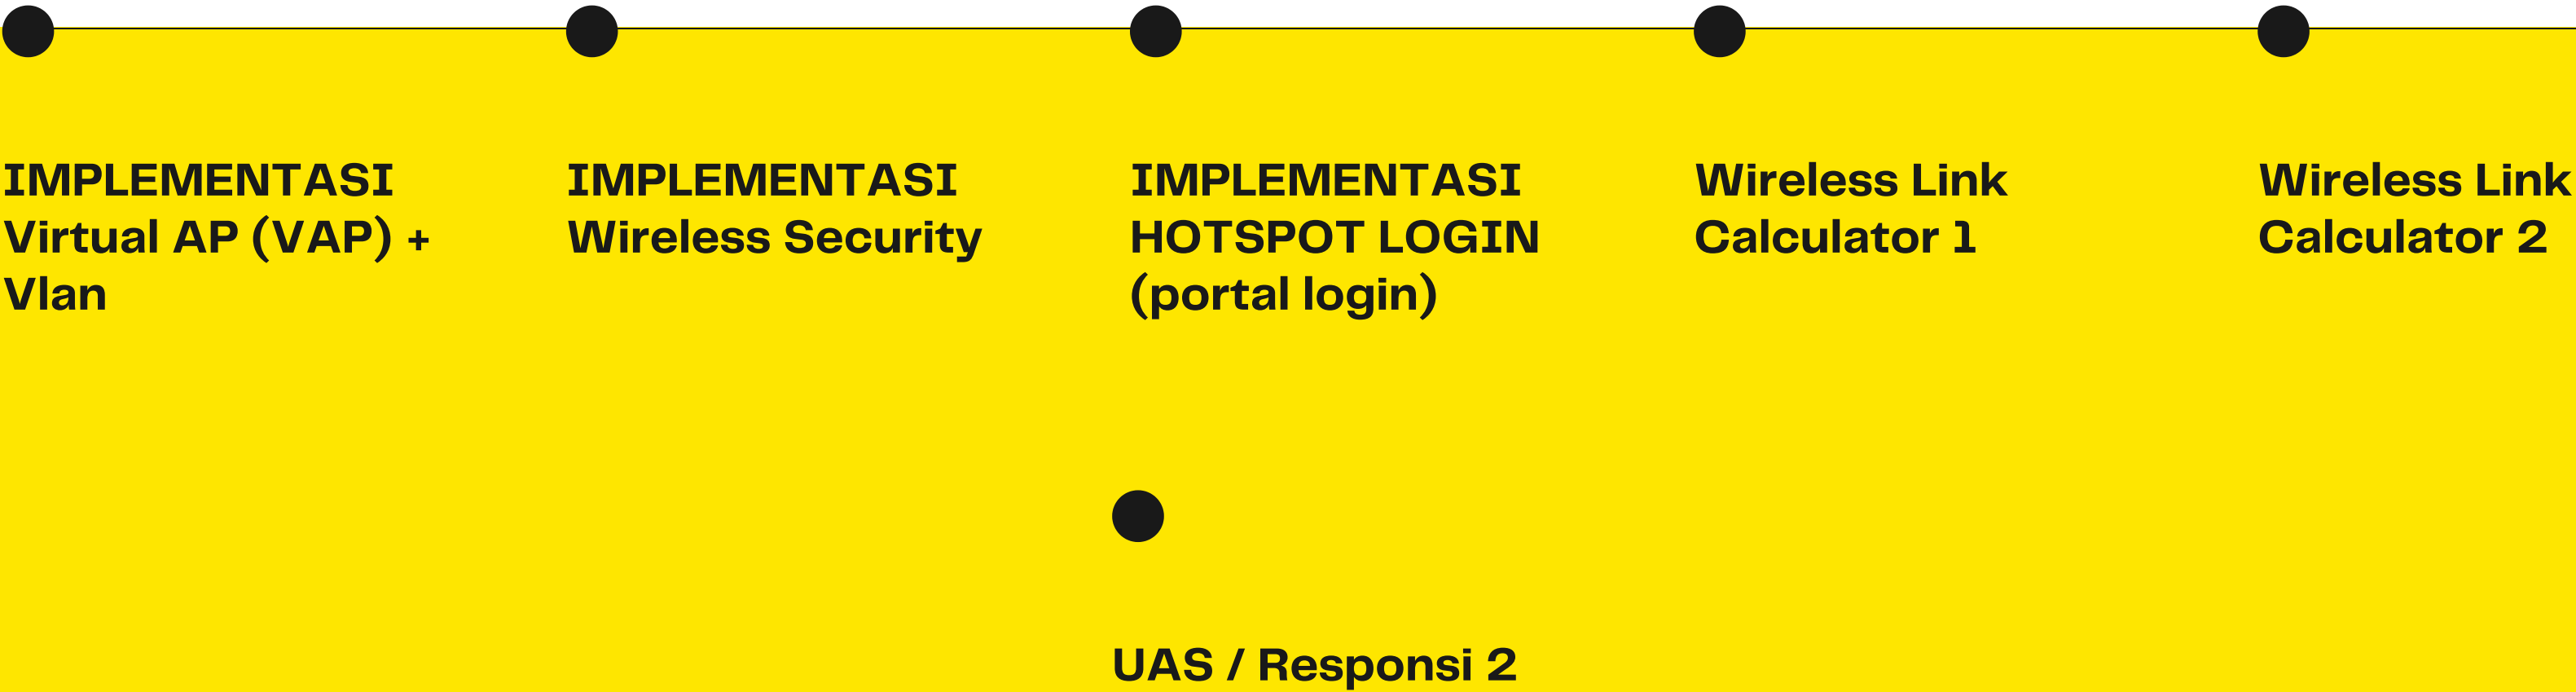 IMPLEMENTASI
Virtual AP (VAP) +
Vlan
IMPLEMENTASI
Wireless Security
IMPLEMENTASI
HOTSPOT LOGIN
(portal login)
Wireless Link
Calculator 1
Wireless Link
Calculator 2
UAS / Responsi 2